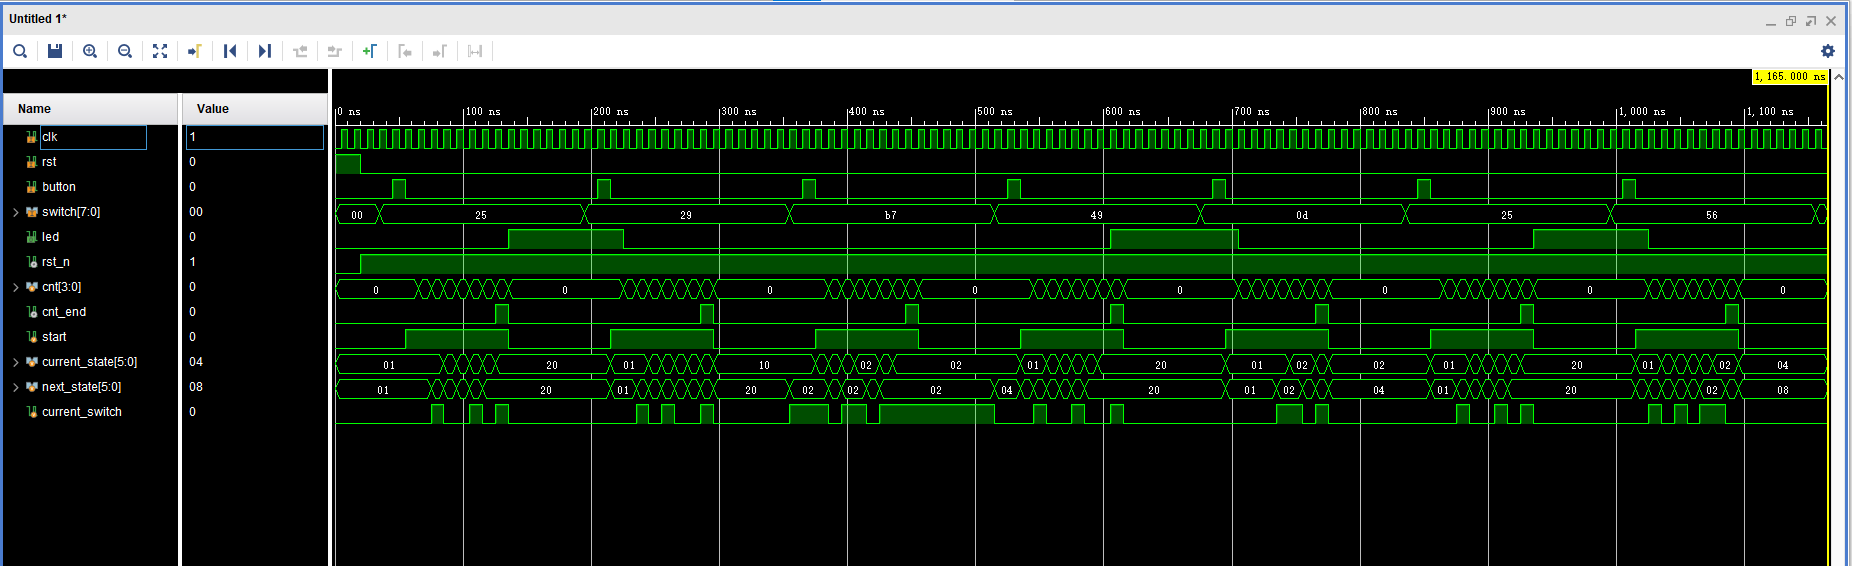 Untitled 1*
1,165.000 ns
Name Value
0 ns 100 ns 200 ns 300 ns 400 ns 500 ns 600 ns 700 ns 800 ns 900 ns 1,000 ns 1,100 ns
clk 1
rst 0
button 0
switch[7:0] 00 00 25 29 b7 49 0d 25 56
led 0
rst_n 1
cnt[3:0] 0 0 0 0 0 0 0 0 0
cnt_end 0
start 0
current_state[5:0] 04 01 20 01 10 02 02 01 20 01 02 02 01 20 01 02 04
next_state[5:0] 08 01 20 01 02 02 02 04 20 01 02 04 01 20 02 08
current_switch 0